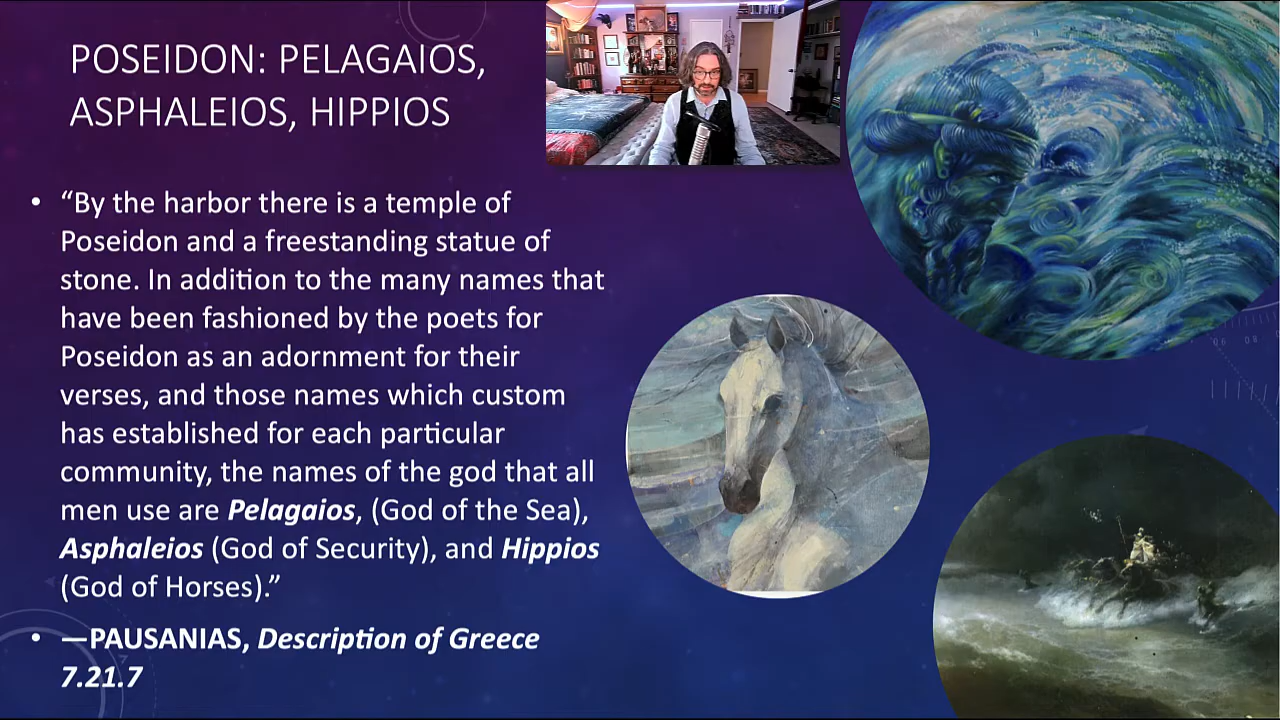 POSEIDON: PELAGAIOS,
ASPHALEIOS, HIPPIOS
• “By the harbor there is a temple of
Poseidon and a freestanding statue of
stone. In addition to the many names that
have been fashioned by the poets for
Poseidon as an adornment for their
verses, and those names which custom
has established for each particular
community, the names of the god that all
men use are Pelagaios, (God of the Sea),
Asphaleios (God of Security), and Hippios
(God of Horses).”
• —PAUSANIAS, Description of Greece
7.21.7
06 08